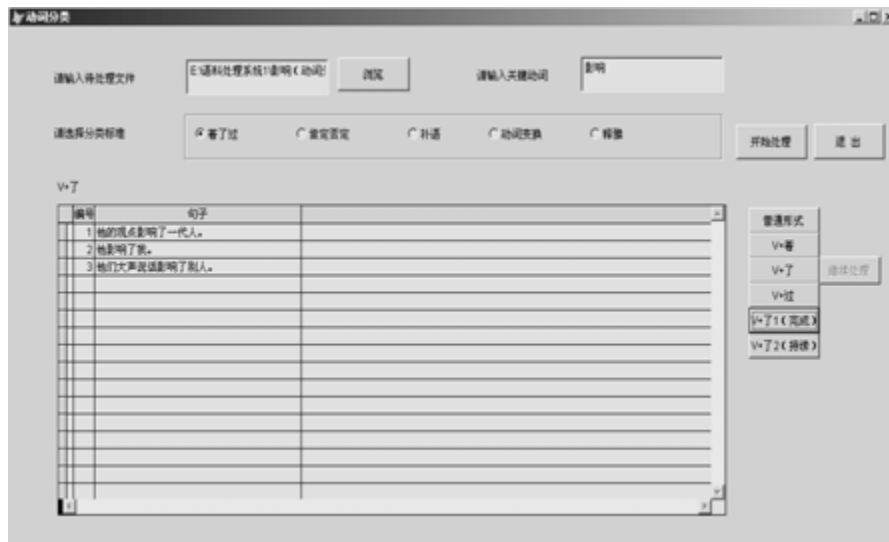 动词分类
请输入待处理文件 E:\语料处理系统\影响(动词 浏览 请输入关键动词 影响
请选择分类标准 着了过 肯定否定 补语 动词变换 开始处理 退出
V+了
编号 句子 普通形式
1 他的观点影响了一代人。
2 他影响了我。 V+着
3 他们大声说话影响了别人。 V+了 继续处理
V+过
V+了1(完成)
V+了2(持续)